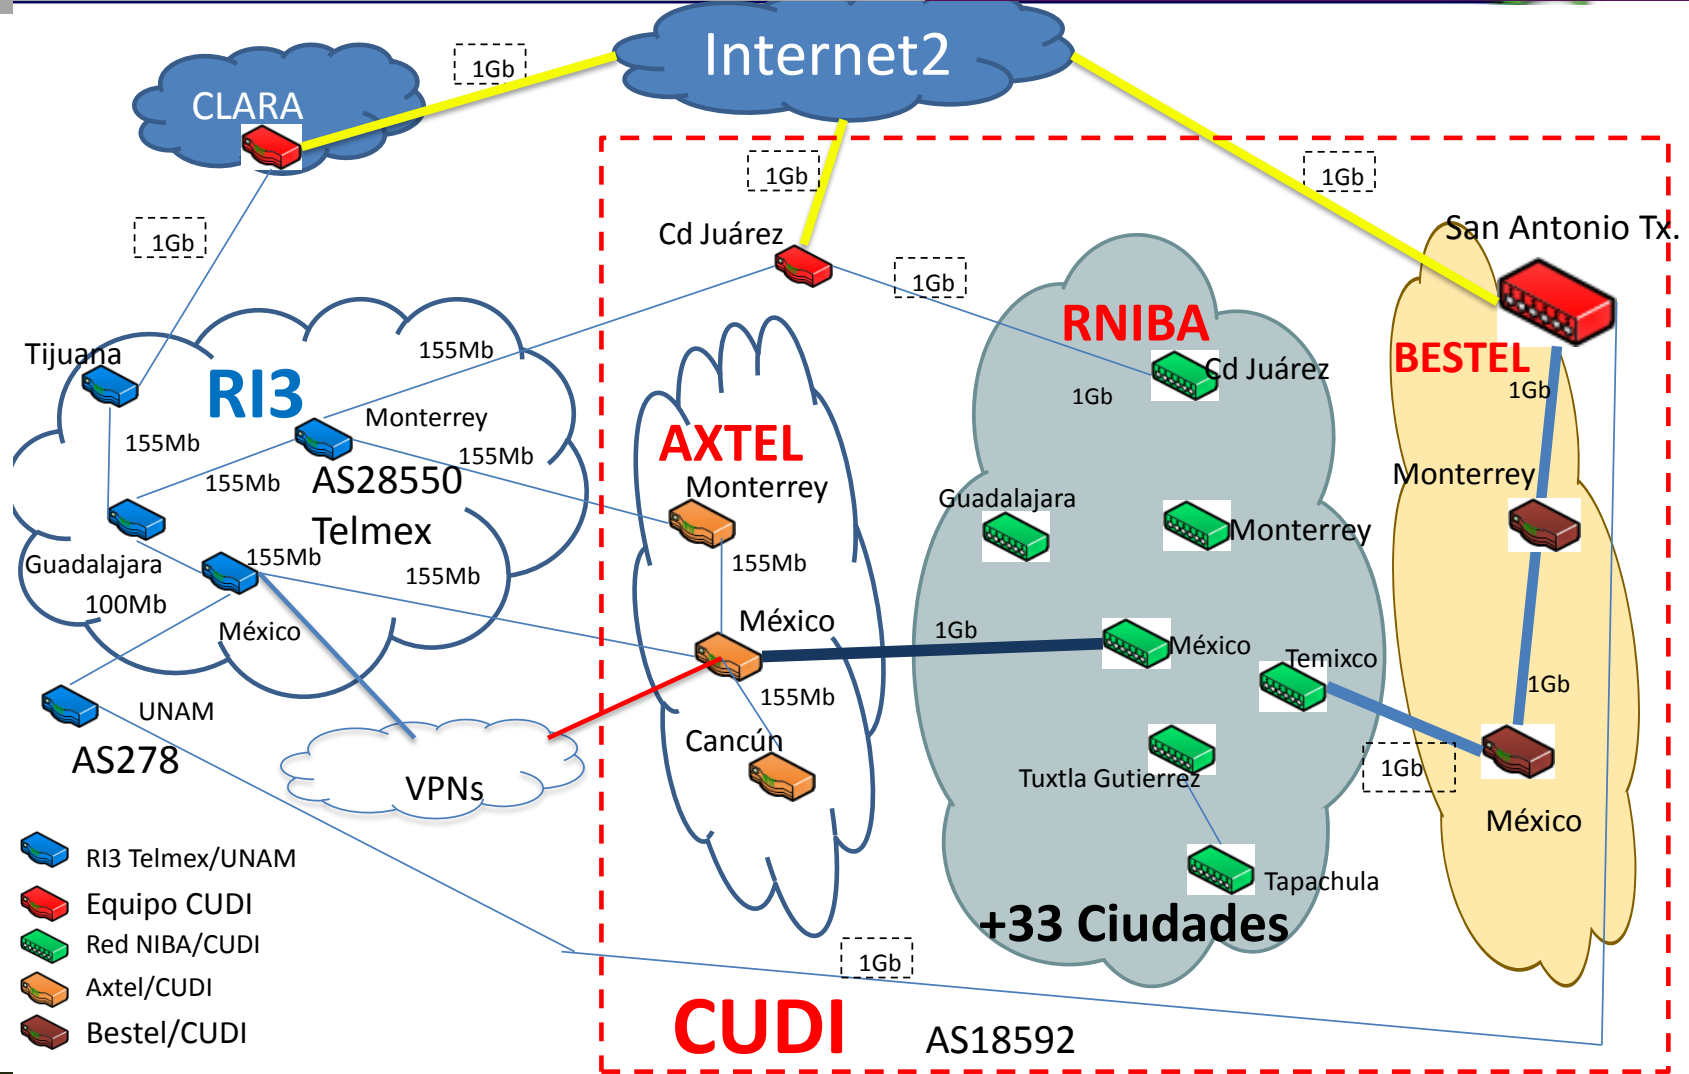 Internet2
1Gb
CLARA
1Gb
1Gb
1Gb
Cd Juárez
San Antonio Tx.
1Gb
RNIBA
Cd Juárez
1Gb
BESTEL
1Gb
Tijuana
RI3
155Mb
Monterrey
155Mb
155Mb
155Mb
AS28550
Telmex
AXTEL
Monterrey
155Mb
Guadalajara
Monterrey
Monterrey
Guadalajara
155Mb
155Mb
100Mb
México
México
1Gb
México
Temixco
1Gb
155Mb
UNAM
AS278
VPNs
Cancún
Tuxtla Gutierrez
1Gb
México
Tapachula
+33 Ciudades
1Gb
RI3 Telmex/UNAM
Equipo CUDI
Red NIBA/CUDI
Axtel/CUDI
Bestel/CUDI
CUDI
AS18592
1Gb